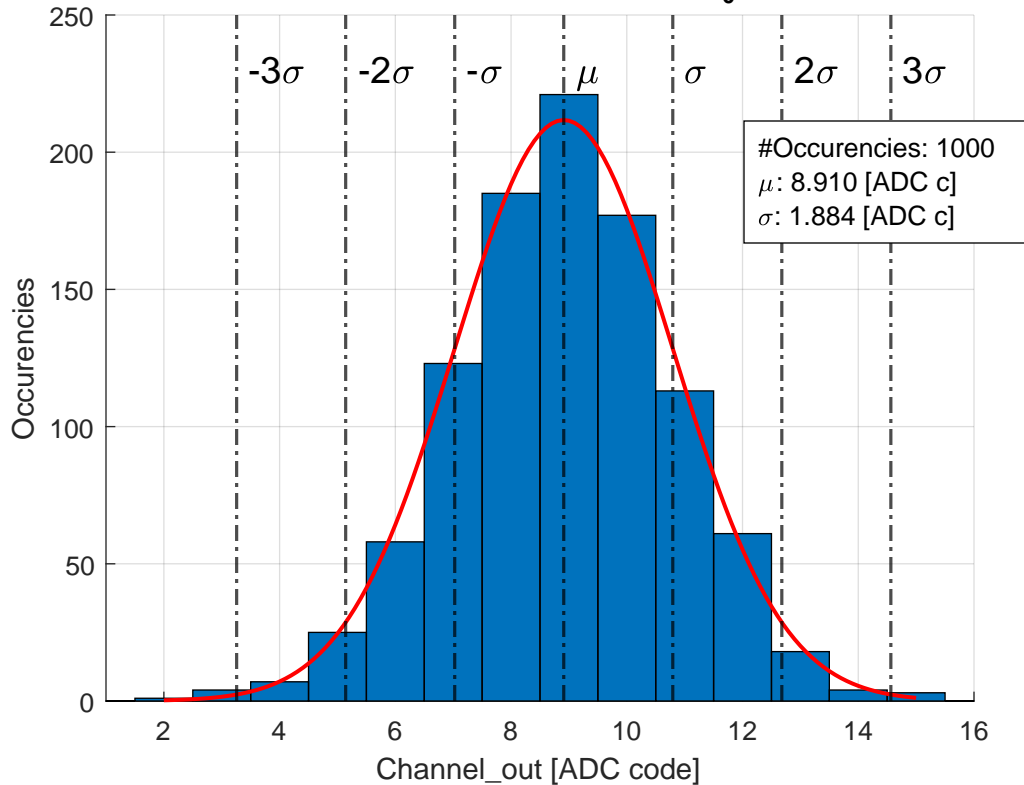 250
-3σ -2σ -σ μ σ 2σ 3σ
#Occurencies: 1000
μ: 8.910 [ADC c]
σ: 1.884 [ADC c]
200
150
100
50
0
Occurencies
2 4 6 8 10 12 14 16
Channel_out [ADC code]